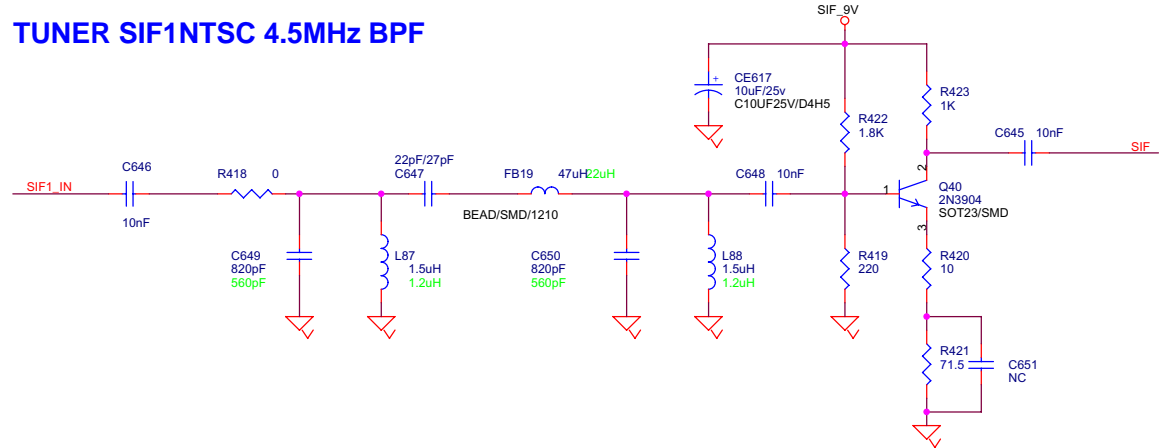 TUNER SIF1NTSC 4.5MHz BPF
SIF_9V
CE617
10uF/25v
C10UF25V/D4H5
R423
1K
R422
1.8K
C645 10nF
SIF
C646
10nF
SIF1_IN
R418 0
22pF/27pF
C647
FB19 47uH 22uH
BEAD/SMD/1210
C648 10nF
1
2
3
Q40
2N3904
SOT23/SMD
C649
820pF
560pF
L87
1.5uH
1.2uH
C650
820pF
560pF
L88
1.5uH
1.2uH
R419
220
R420
10
R421
71.5
C651
NC